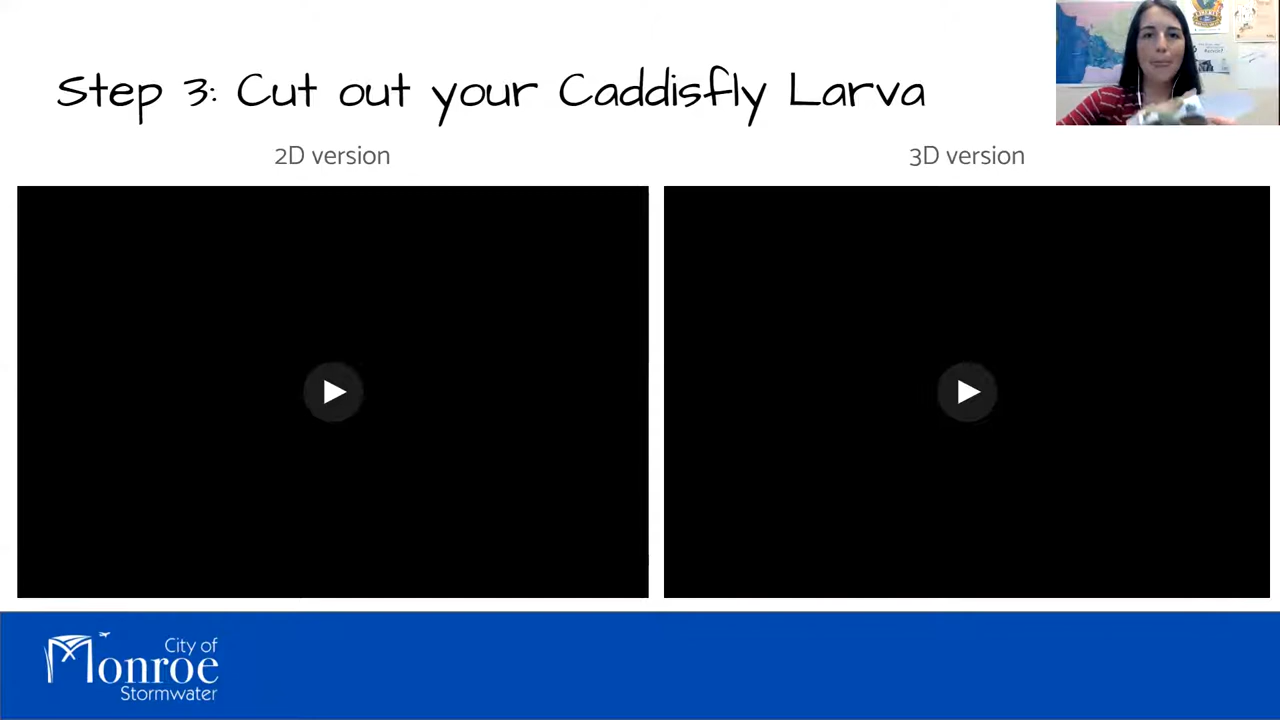 Step 3: Cut out your Caddisfly Larva
2D version
3D version
City of
Monroe
Stormwater